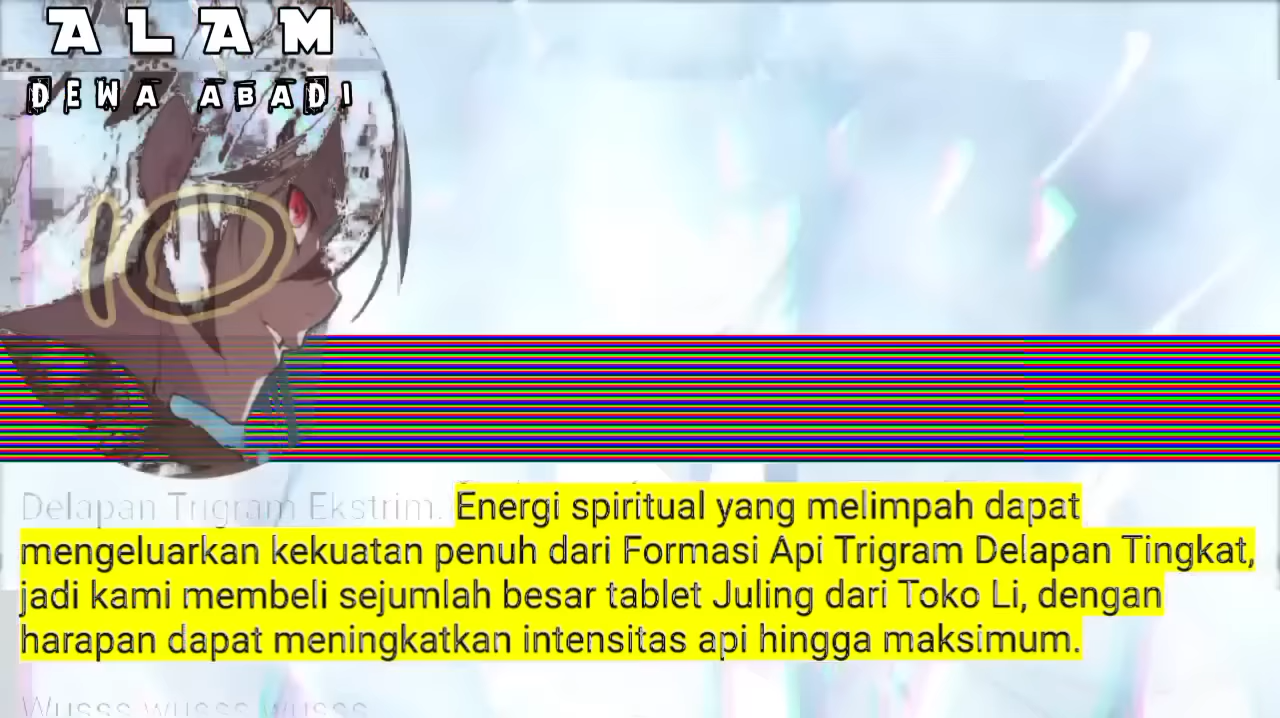 ALAM
DEWA ABADI
10
Delapan Trigram Ekstrim. Energi spiritual yang melimpah dapat
mengeluarkan kekuatan penuh dari Formasi Api Trigram Delapan Tingkat,
jadi kami membeli sejumlah besar tablet Juling dari Toko Li, dengan
harapan dapat meningkatkan intensitas api hingga maksimum.
Wusss wusss wusss